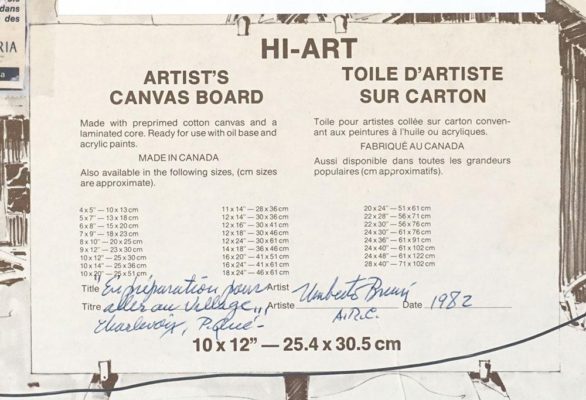 dans
des
RIA
HI-ART
ARTIST'S
CANVAS BOARD
Made with preprimed cotton canvas and a
laminated core. Ready for use with oil base and
acrylic paints.
MADE IN CANADA
Also available in the following sizes, (cm sizes
are approximate).
TOILE D'ARTISTE
SUR CARTON
Toile pour artistes collée sur carton conven-
ant aux peintures à l'huile ou acryliques.
FABRIQUÉ AU CANADA
Aussi disponible dans toutes les grandeurs
populaires (cm approximatifs).
4 x 5" — 10 x 13 cm
5 x 7" — 13 x 18 cm
6 x 8" — 15 x 20 cm
7 x 9" — 18 x 23 cm
8 x 10" — 20 x 25 cm
9 x 12" — 23 x 30 cm
10 x 12" — 25 x 30 cm
10 x 14" — 25 x 36 cm
25 x 51 cm
11 x 14" — 28 x 36 cm
12 x 14" — 30 x 36 cm
12 x 16" — 30 x 41 cm
12 x 18" — 30 x 46 cm
12 x 24" — 30 x 61 cm
14 x 18" — 36 x 46 cm
16 x 20" — 41 x 51 cm
16 x 24" — 41 x 61 cm
18 x 24" — 46 x 61 cm
20 x 24" — 51 x 61 cm
22 x 28" — 56 x 71 cm
22 x 30" — 56 x 76 cm
24 x 30" — 61 x 76 cm
24 x 36" — 61 x 91 cm
24 x 40" — 61 x 102 cm
24 x 48" — 61 x 122 cm
28 x 40" — 71 x 102 cm
Title "En préparation pour Artist
Titre aller au Village," Artiste Umberto Bruni Date 1982
Charlevoix, P. Qué- A.R.C.
10 x 12" — 25.4 x 30.5 cm